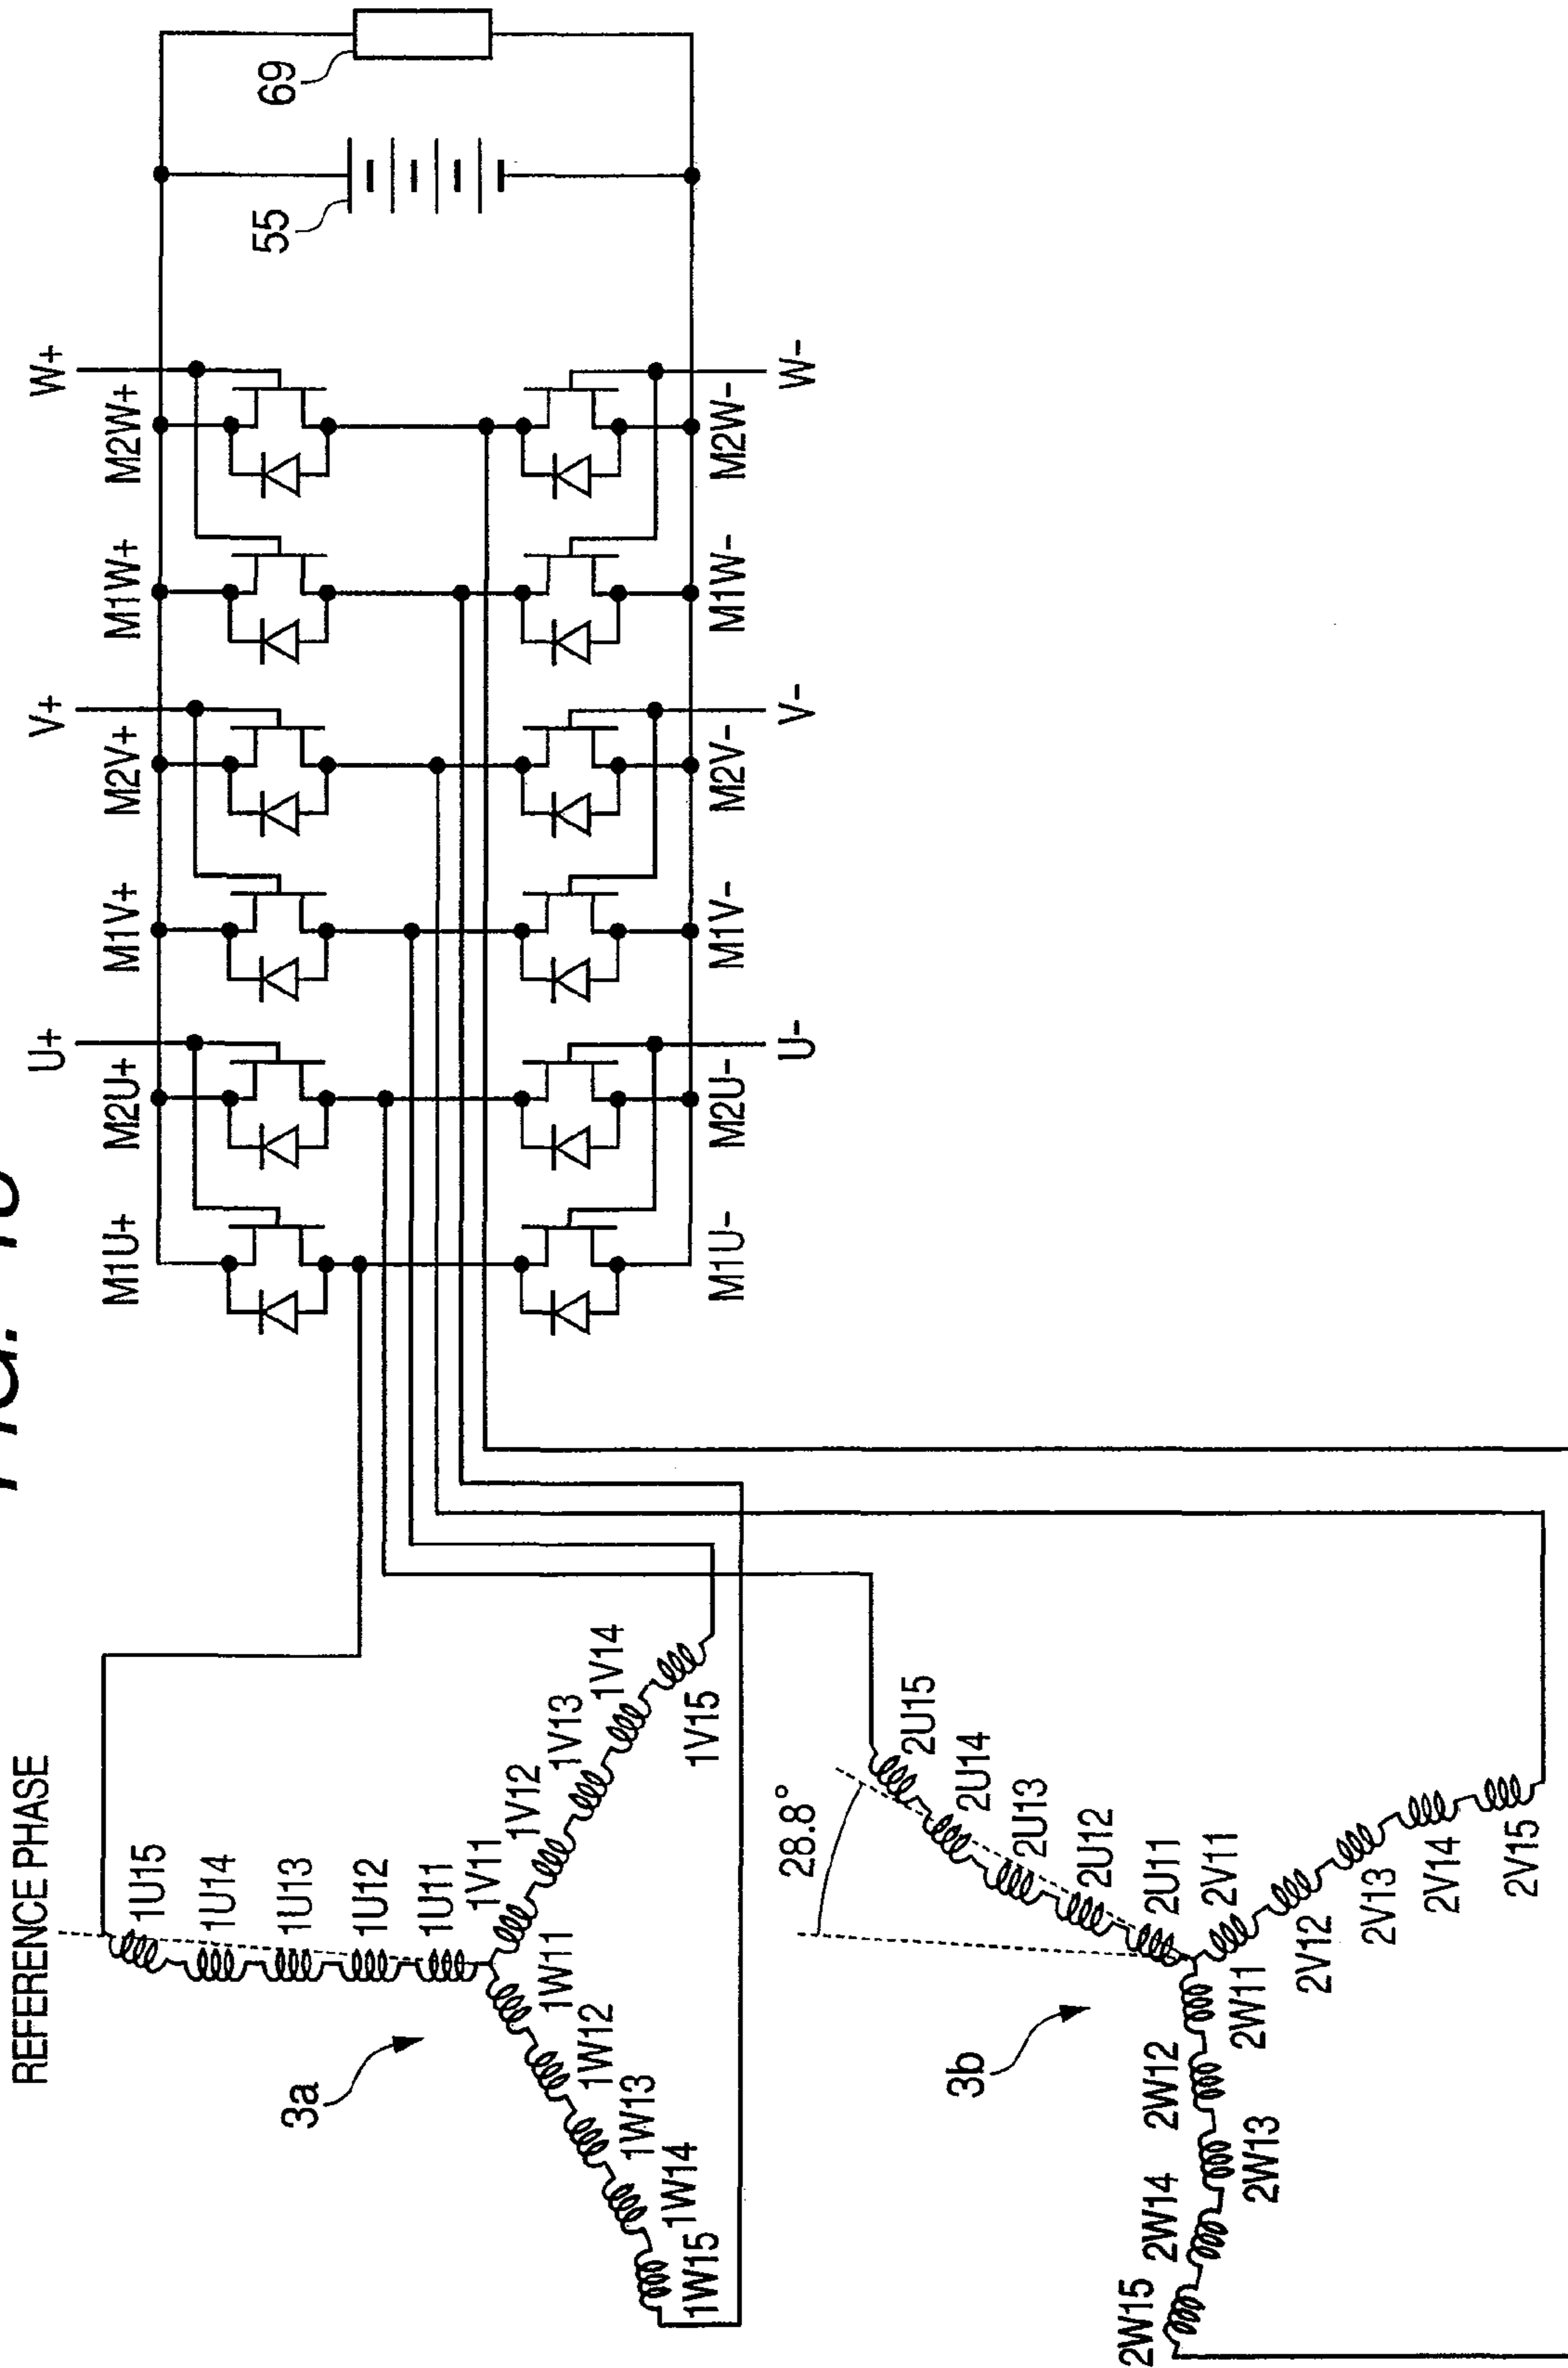 REFERENCE PHASE
U+
V+
W+
M1U+
M2U+
M1V+
M2V+
M1W+
M2W+
1U15
1U14
1U13
1U12
1U11
1V11
1V12
1V13
1V14
1V15
1W11
1W12
1W13
1W14
1W15
3a
55
69
M1U-
M2U-
M1V-
M2V-
M1W-
M2W-
U-
V-
W-
28.8°
2U15
2U14
2U13
2U12
2U11
2V11
2V12
2V13
2V14
2V15
3b
2W11
2W12
2W13
2W14
2W15